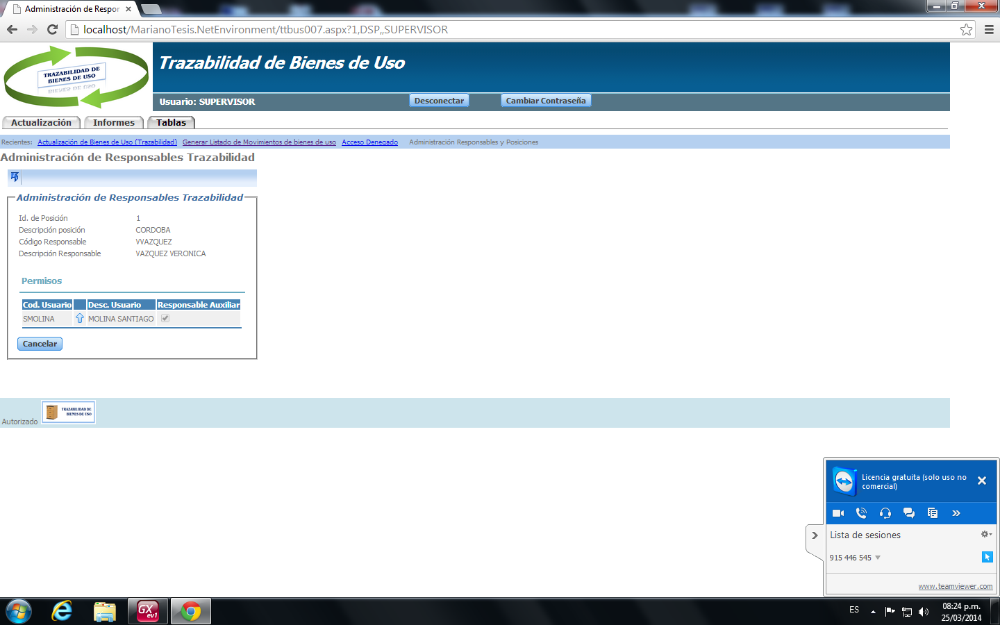 Administración de Respor
localhost/MarianoTesis.NetEnvironment/ttbus007.aspx?1,DSP,,SUPERVISOR
TRAZABILIDAD DE
BIENES DE USO
Trazabilidad de Bienes de Uso
Usuario: SUPERVISOR
Desconectar
Cambiar Contraseña
Actualización
Informes
Tablas
Recientes: Actualización de Bienes de Uso (Trazabilidad) Generar Listado de Movimientos de bienes de uso Acceso Denegado Administración Responsables y Posiciones
Administración de Responsables Trazabilidad
Administración de Responsables Trazabilidad
Id. de Posición 1
Descripción posición CORDOBA
Código Responsable VVAZQUEZ
Descripción Responsable VAZQUEZ VERONICA
Permisos
Cod. Usuario Desc. Usuario Responsable Auxiliar
SMOLINA MOLINA SANTIAGO
Cancelar
Autorizado
TRAZABILIDAD DE
BIENES DE USO
Licencia gratuita (solo uso no
comercial)
Lista de sesiones
915 446 545
www.teamviewer.com
GX
ev1
ES
08:24 p.m.
25/03/2014